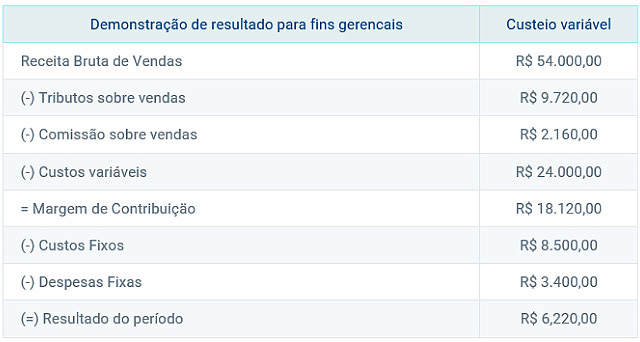 Demonstração de resultado para fins gerencais Custeio variável
Receita Bruta de Vendas R$ 54.000,00
(-) Tributos sobre vendas R$ 9.720,00
(-) Comissão sobre vendas R$ 2.160,00
(-) Custos variáveis R$ 24.000,00
= Margem de Contribuição R$ 18.120,00
(-) Custos Fixos R$ 8.500,00
(-) Despesas Fixas R$ 3.400,00
(=) Resultado do período R$ 6,220,00